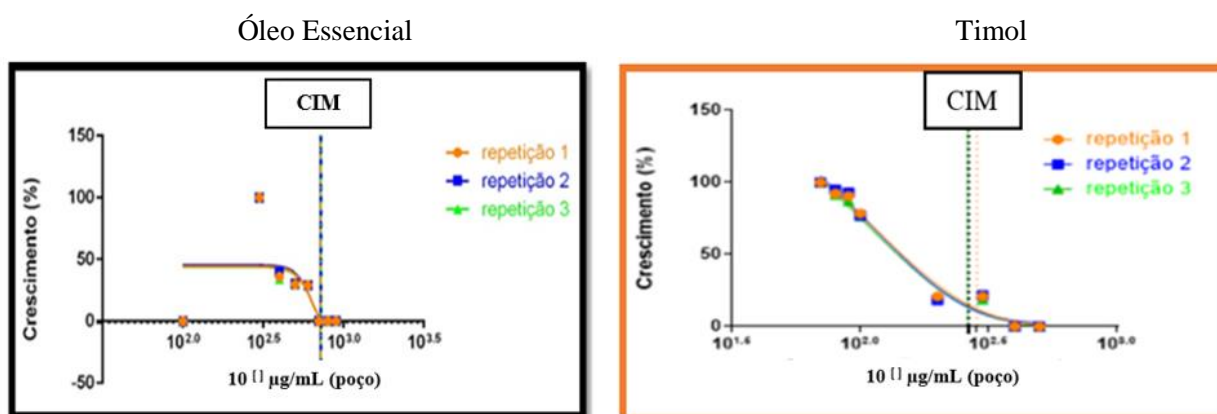 Óleo Essencial
Timol
CIM
150
100
50
0
-50
Crescimento (%)
repetição 1
repetição 2
repetição 3
10^2.0 10^2.5 10^3.0 10^3.5
10 [ ] µg/mL (poço)
CIM
150
100
50
0
Crescimento (%)
repetição 1
repetição 2
repetição 3
10^1.6 10^2.0 10^2.6 10^3.0
10 [ ] µg/mL (poço)